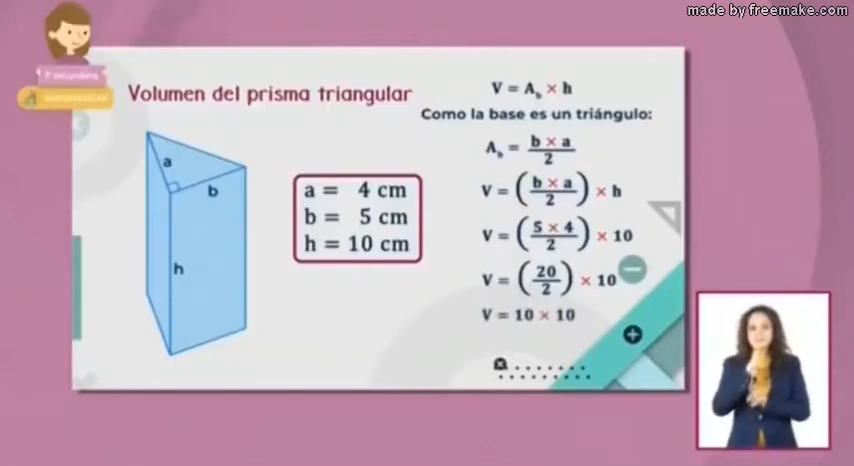 made by freemake.com
Volumen del prisma triangular
a
b
h
a = 4 cm
b = 5 cm
h = 10 cm
V = A_b × h
Como la base es un triángulo:
A_b = b × a / 2
V = (b × a / 2) × h
V = (5 × 4 / 2) × 10
V = (20 / 2) × 10
V = 10 × 10